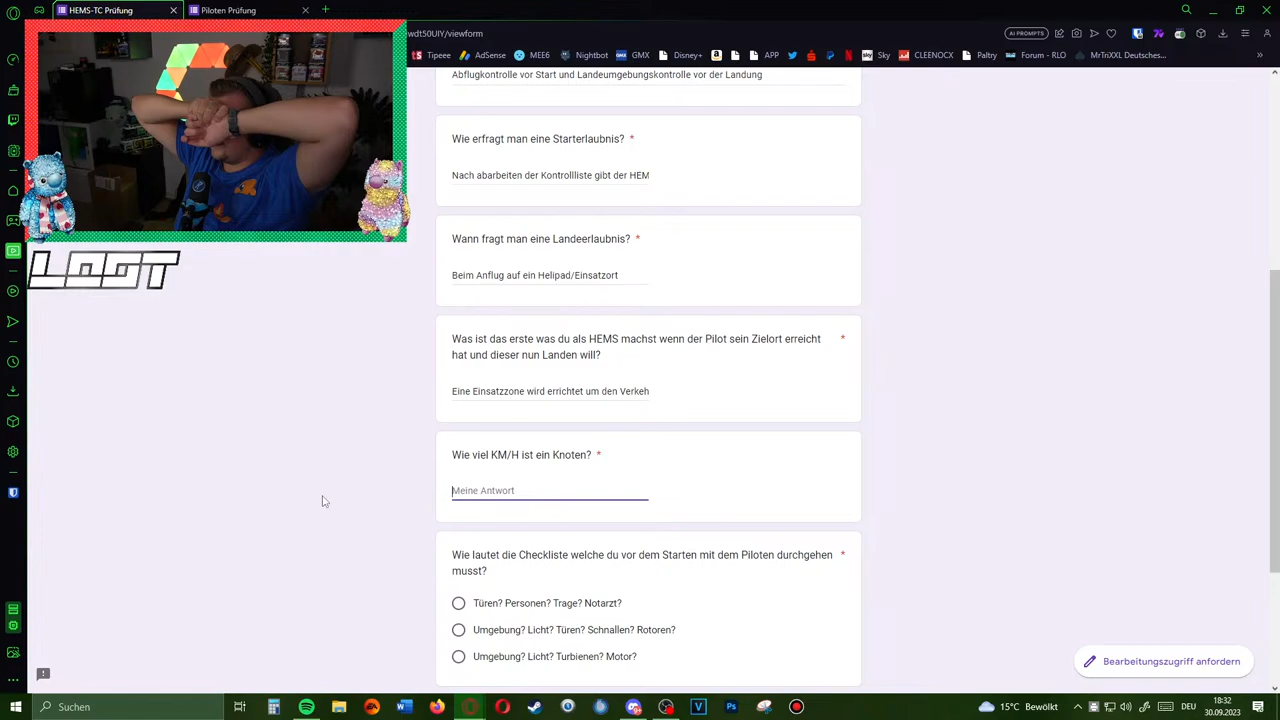 HEMS-TC Prüfung
Piloten Prüfung
wdt50UIY/viewform
AI PROMPTS
Tipeee
AdSense
MEE6
Nightbot
GMX
GMX
Disney+
APP
Sky
Sky
CLEENOCX
Paltry
Forum - RLO
MrTriXXL Deutsches...
Abflugkontrolle vor Start und Landeumgebungskontrolle vor der Landung
Wie erfragt man eine Starterlaubnis? *
Nach abarbeiten der Kontrollliste gibt der HEM
Wann fragt man eine Landeerlaubnis? *
Beim Anflug auf ein Helipad/Einsatzort
LOOT
Was ist das erste was du als HEMS machst wenn der Pilot sein Zielort erreicht *
hat und dieser nun Landen will?
Eine Einsatzzone wird errichtet um den Verkeh
Wie viel KM/H ist ein Knoten? *
Meine Antwort
Wie lautet die Checkliste welche du vor dem Starten mit dem Piloten durchgehen *
musst?
Türen? Personen? Trage? Notarzt?
Umgebung? Licht? Türen? Schnallen? Rotoren?
Umgebung? Licht? Turbienen? Motor?
Bearbeitungszugriff anfordern
Suchen
15°C Bewölkt
DEU
18:32
30.09.2023